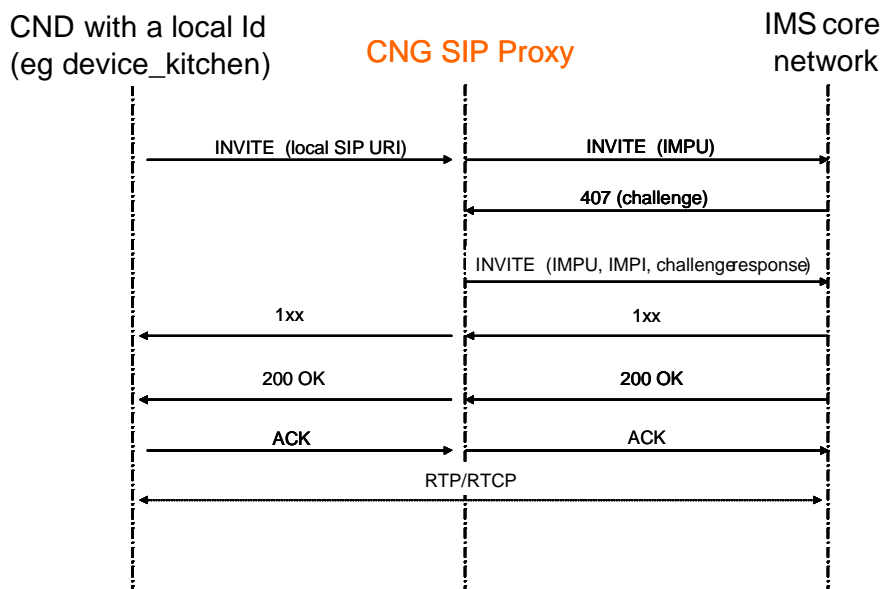 CND with a local Id
(eg device_kitchen)
CNG SIP Proxy
IMS core
network
INVITE (local SIP URI)
INVITE (IMPU)
407 (challenge)
INVITE (IMPU, IMPI, challengeresponse)
1xx
1xx
200 OK
200 OK
ACK
ACK
RTP/RTCP